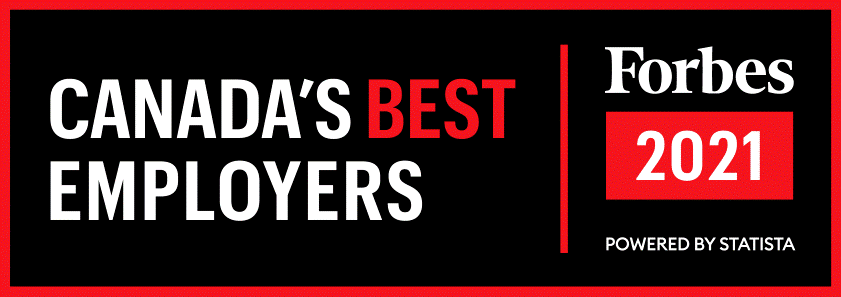 CANADA'S BEST
EMPLOYERS
Forbes
2021
POWERED BY STATISTA